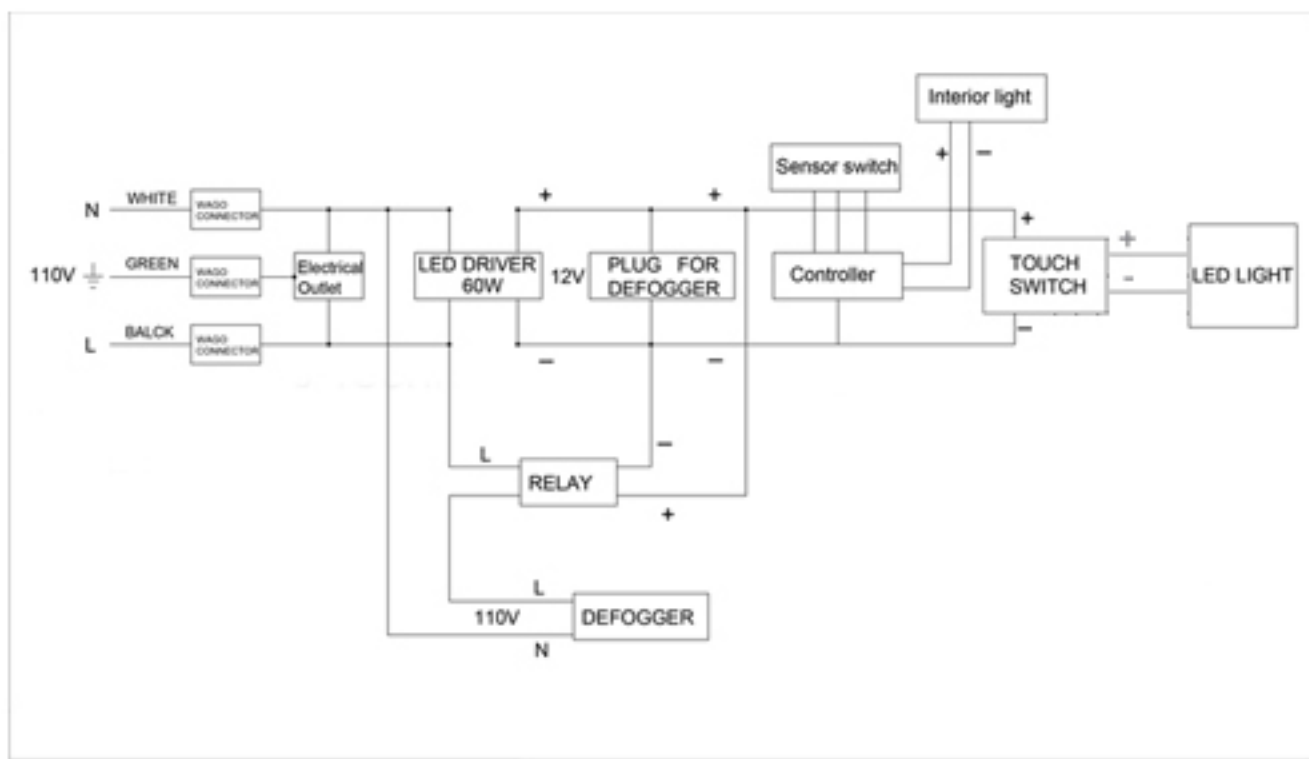 Interior light
+ −
Sensor switch
N WHITE WAGO
CONNECTOR
+ +
+
+
110V GREEN WAGO
CONNECTOR
Electrical
Outlet
LED DRIVER
60W
12V
PLUG FOR
DEFOGGER
Controller
TOUCH
SWITCH
-
LED LIGHT
L BALCK WAGO
CONNECTOR
− −
−
L
RELAY
−
+
L
110V
DEFOGGER
N